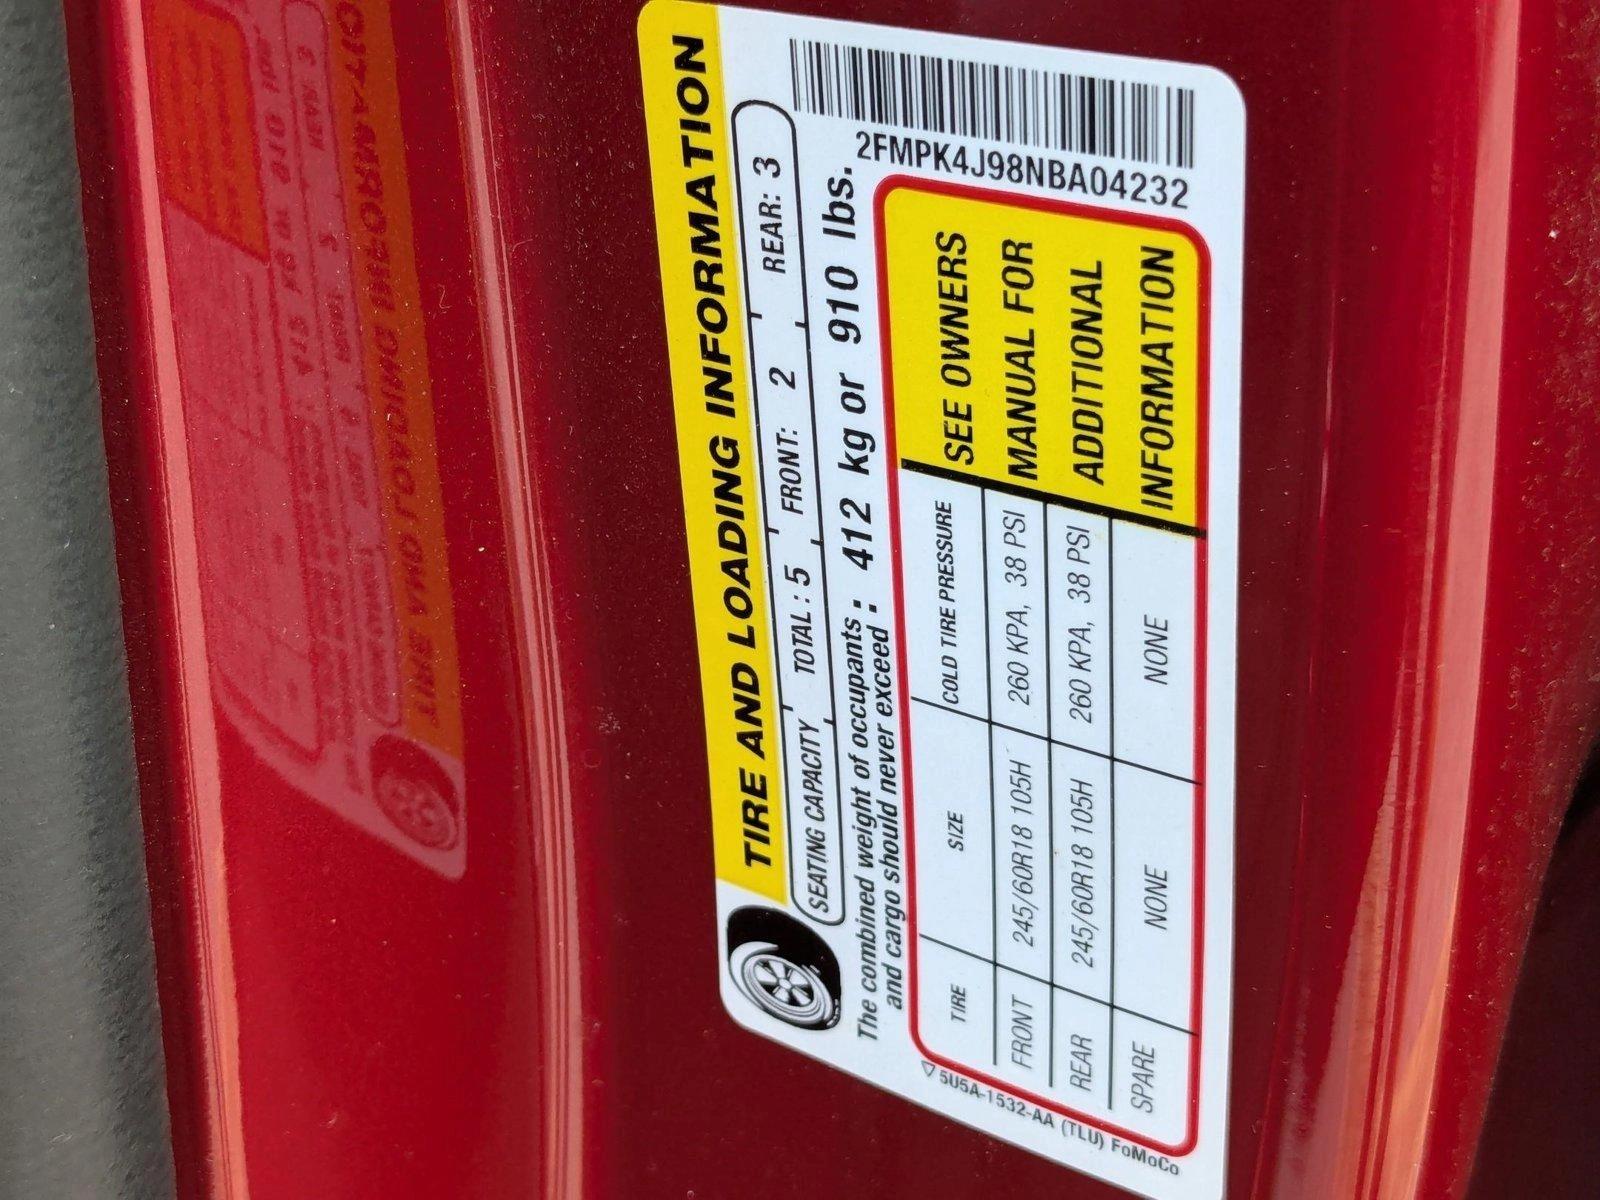 TIRE AND LOADING INFORMATION
SEATING CAPACITY TOTAL : 5 FRONT: 2 REAR: 3
The combined weight of occupants and cargo should never exceed : 412 kg or 910 lbs.
TIRE SIZE COLD TIRE PRESSURE
FRONT 245/60R18 105H 260 KPA, 38 PSI
REAR 245/60R18 105H 260 KPA, 38 PSI
SPARE NONE NONE
SEE OWNERS
MANUAL FOR
ADDITIONAL
INFORMATION
5U5A-1532-AA (TLU) FoMoCo
2FMPK4J98NBA04232